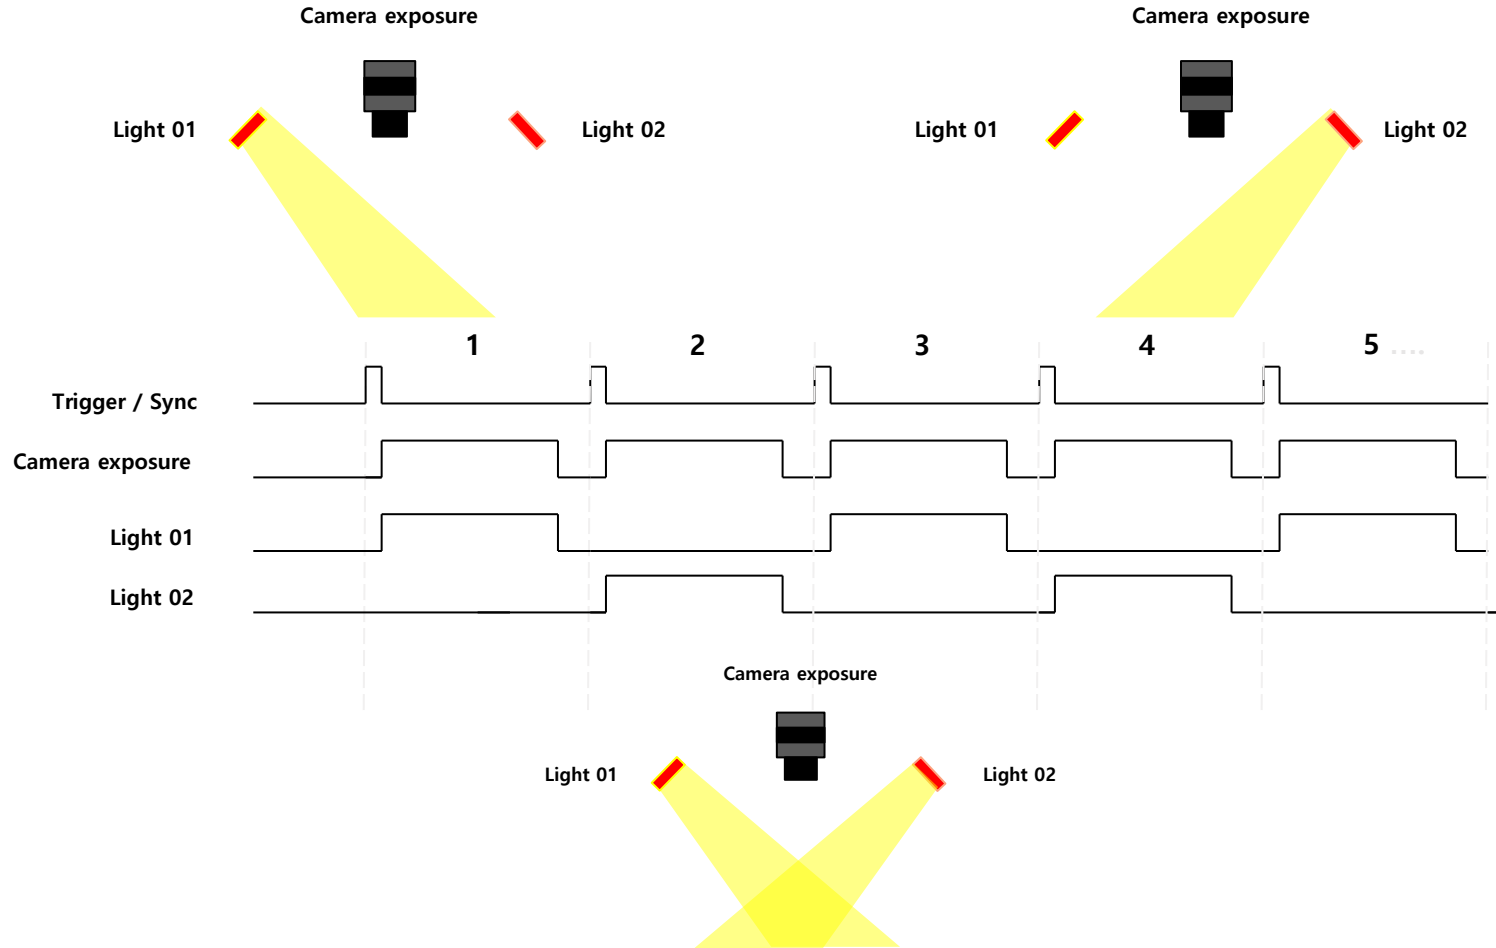 Camera exposure
Camera exposure
Light 01
Light 02
Light 01
Light 02
1
2
3
4
5 ....
Trigger / Sync
Camera exposure
Light 01
Light 02
Camera exposure
Light 01
Light 02